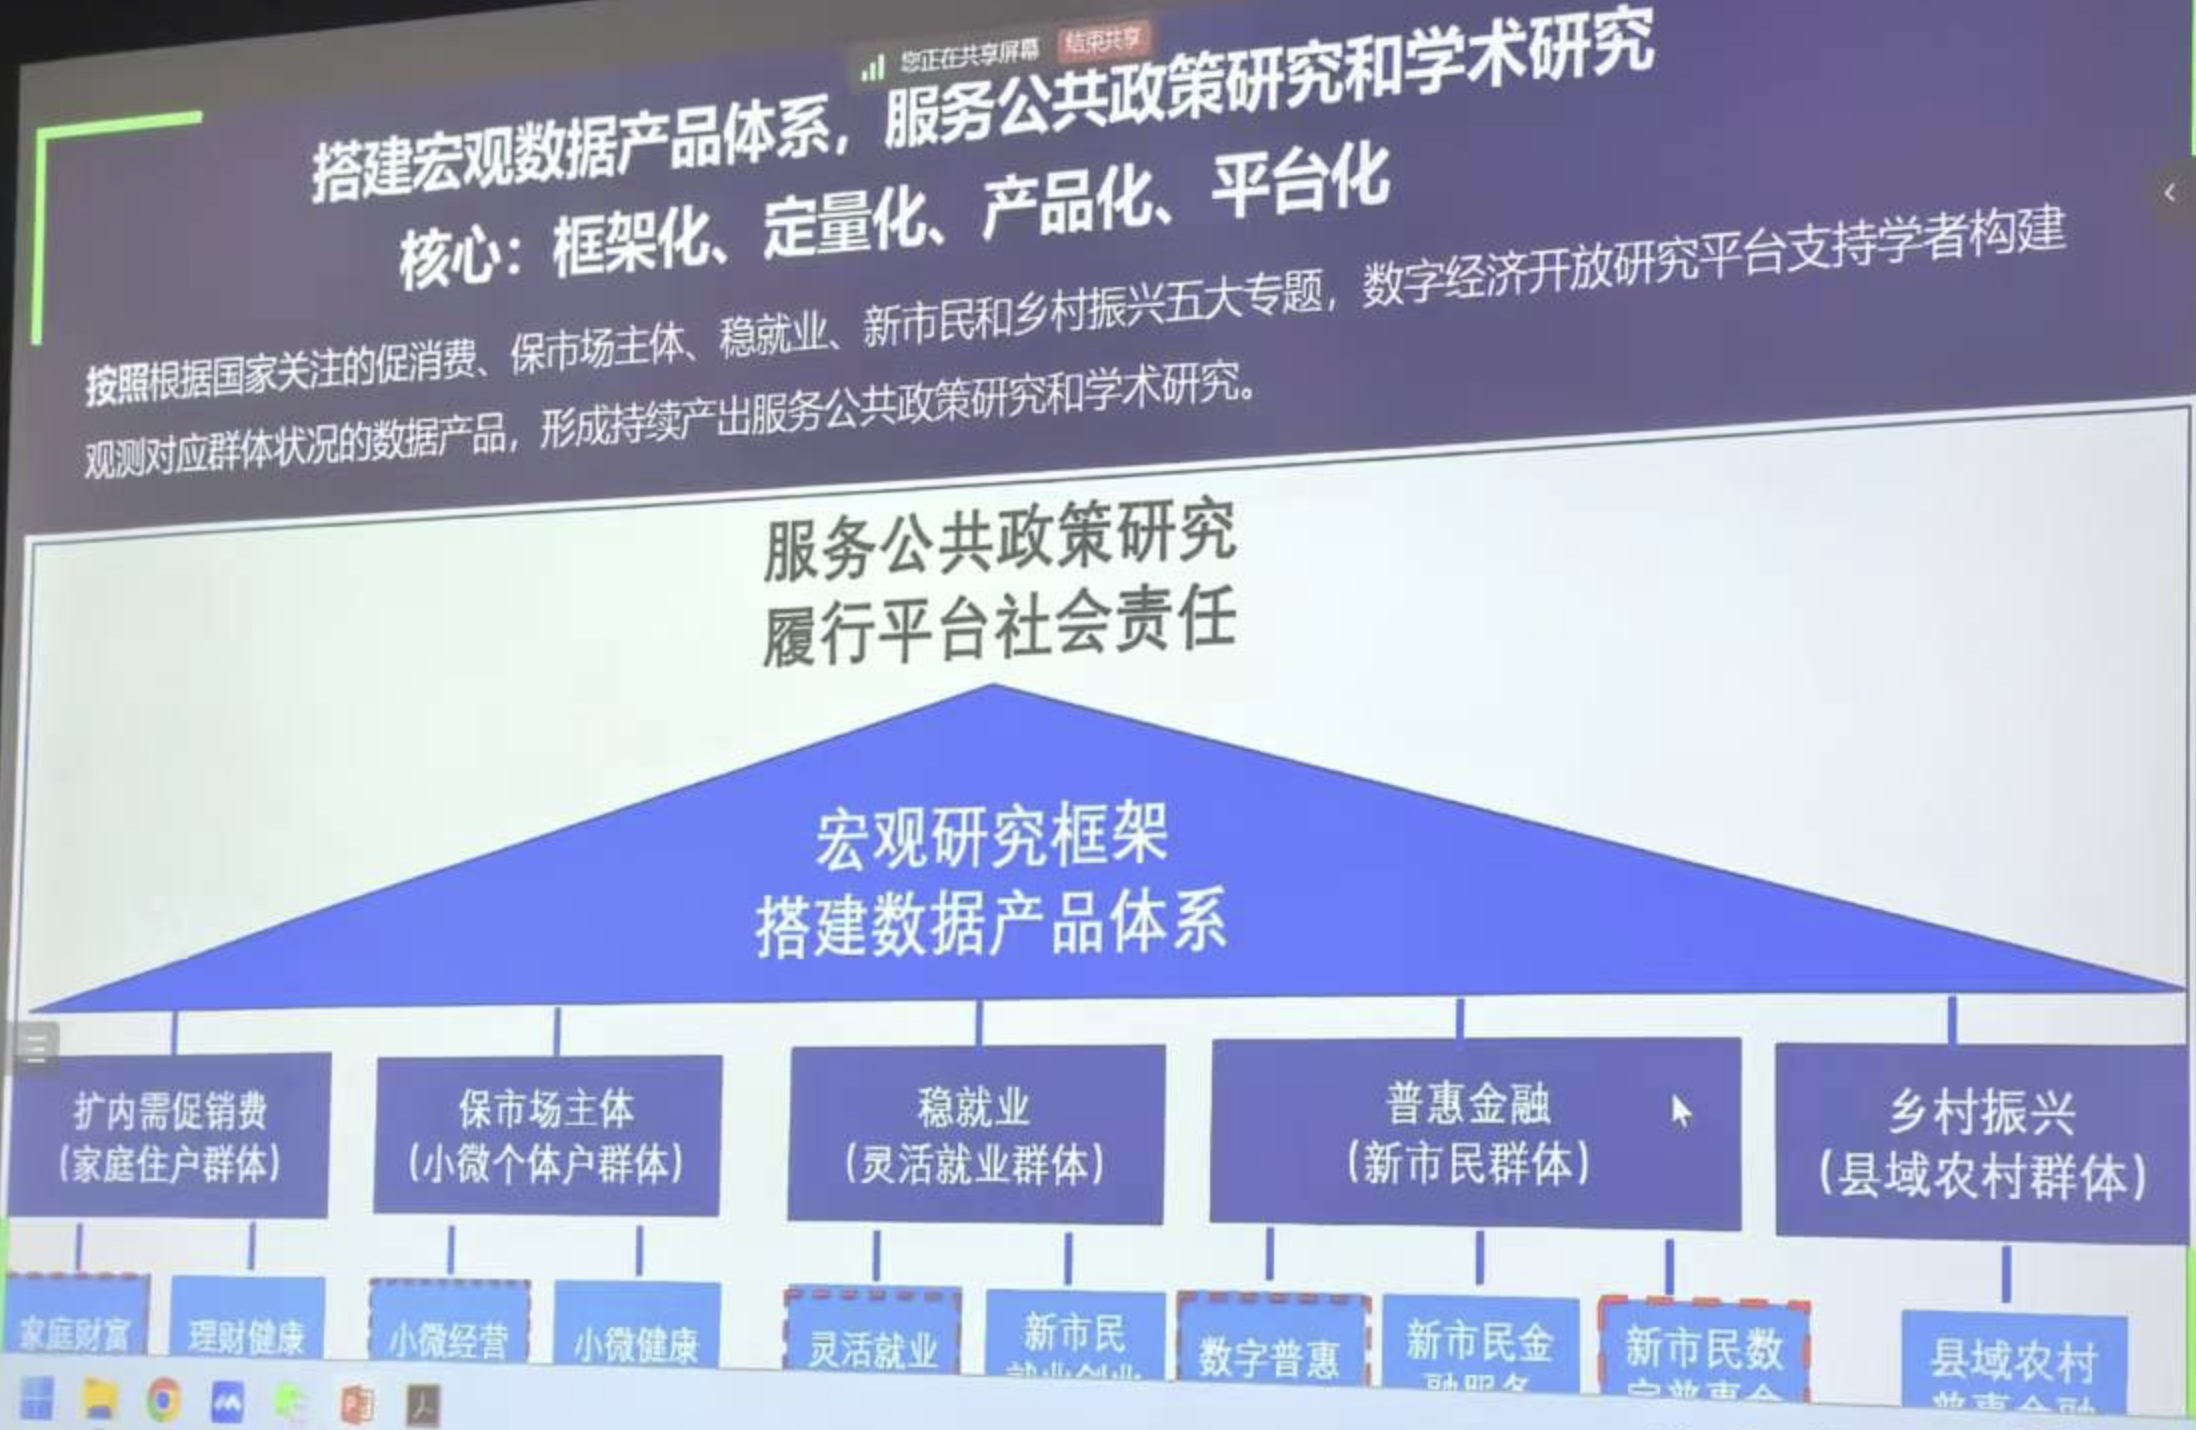 您正在共享屏幕 结束共享
搭建宏观数据产品体系，服务公共政策研究和学术研究
核心：框架化、定量化、产品化、平台化
按照根据国家关注的促消费、保市场主体、稳就业、新市民和乡村振兴五大专题，数字经济开放研究平台支持学者构建
观测对应群体状况的数据产品，形成持续产出服务公共政策研究和学术研究。
服务公共政策研究
履行平台社会责任
宏观研究框架
搭建数据产品体系
扩内需促销费
（家庭住户群体）
保市场主体
（小微个体户群体）
稳就业
（灵活就业群体）
普惠金融
（新市民群体）
乡村振兴
（县域农村群体）
家庭财富
理财健康
小微经营
小微健康
灵活就业
新市民
数字普惠
新市民金
融服务
新市民数
县域农村
普惠金融